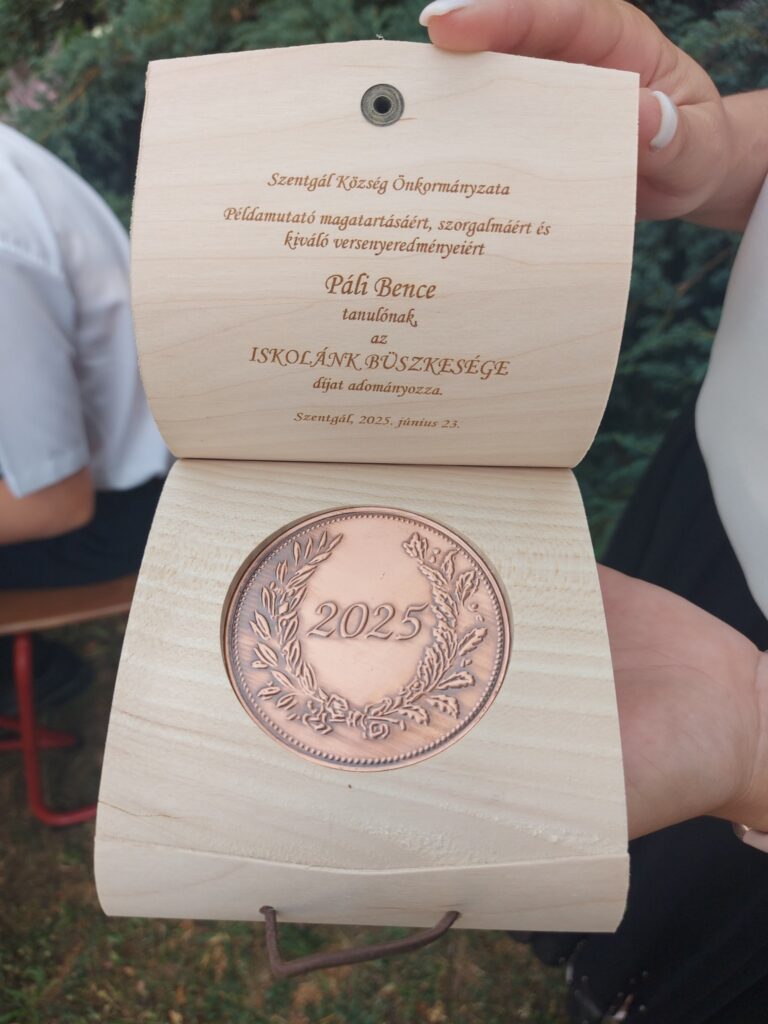 Szentgál Község Önkormányzata
Példamutató magatartásáért, szorgalmáért és
kiváló versenyeredményeiért
Páli Bence
tanulónak,
az
ISKOLÁNK BÜSZKESÉGE
díjat adományozza.
Szentgál, 2025. június 23.
2025